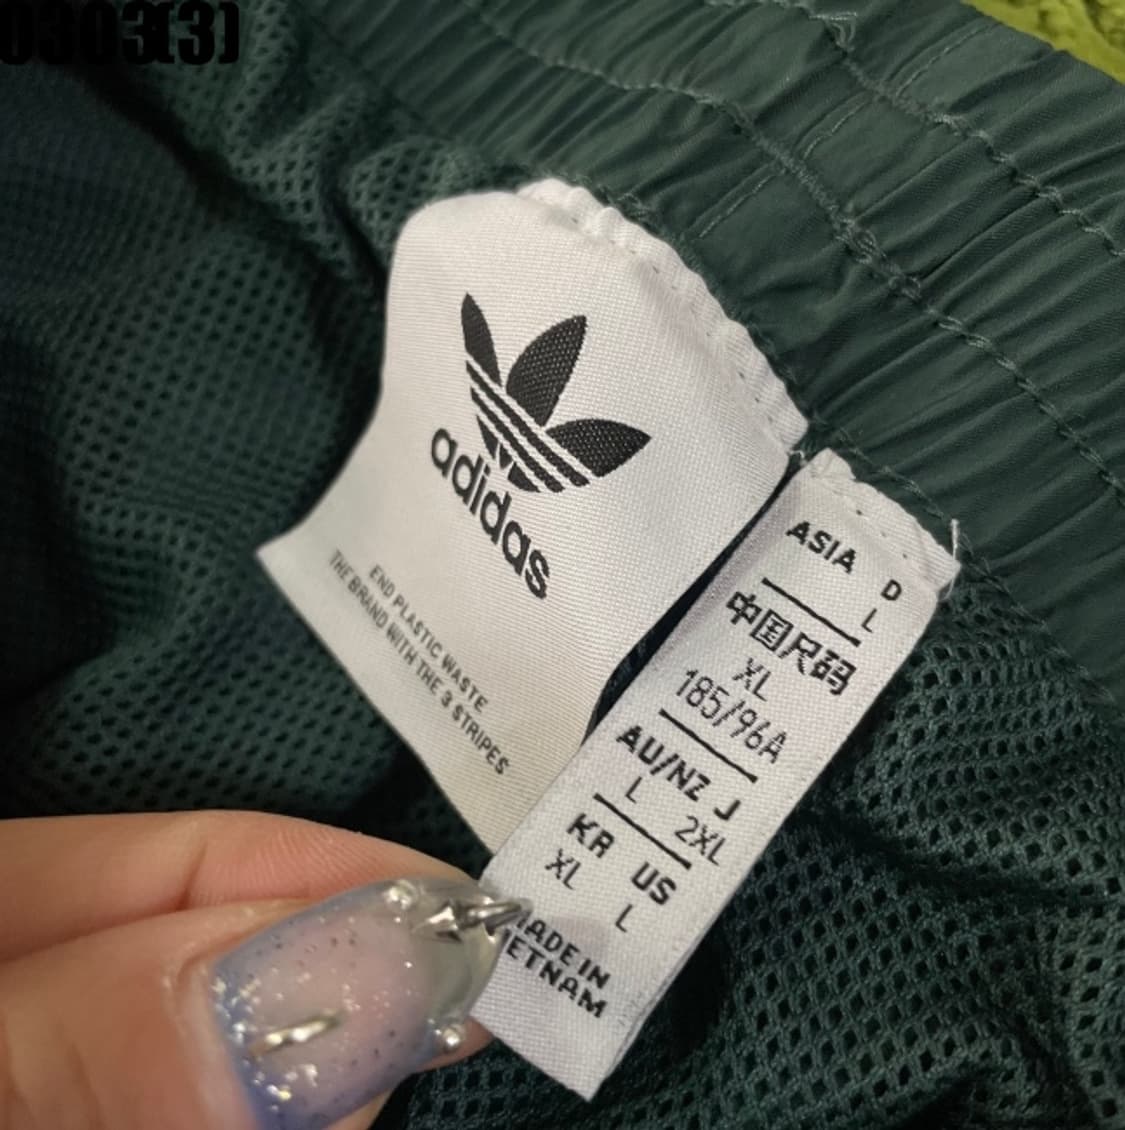 0303(3)
adidas
END PLASTIC WASTE
THE BRAND WITH THE 3 STRIPES
ASIA D
L
中国尺码
XL
185/96A
AU/NZ J
L 2XL
KR US
XL L
MADE IN
VIETNAM